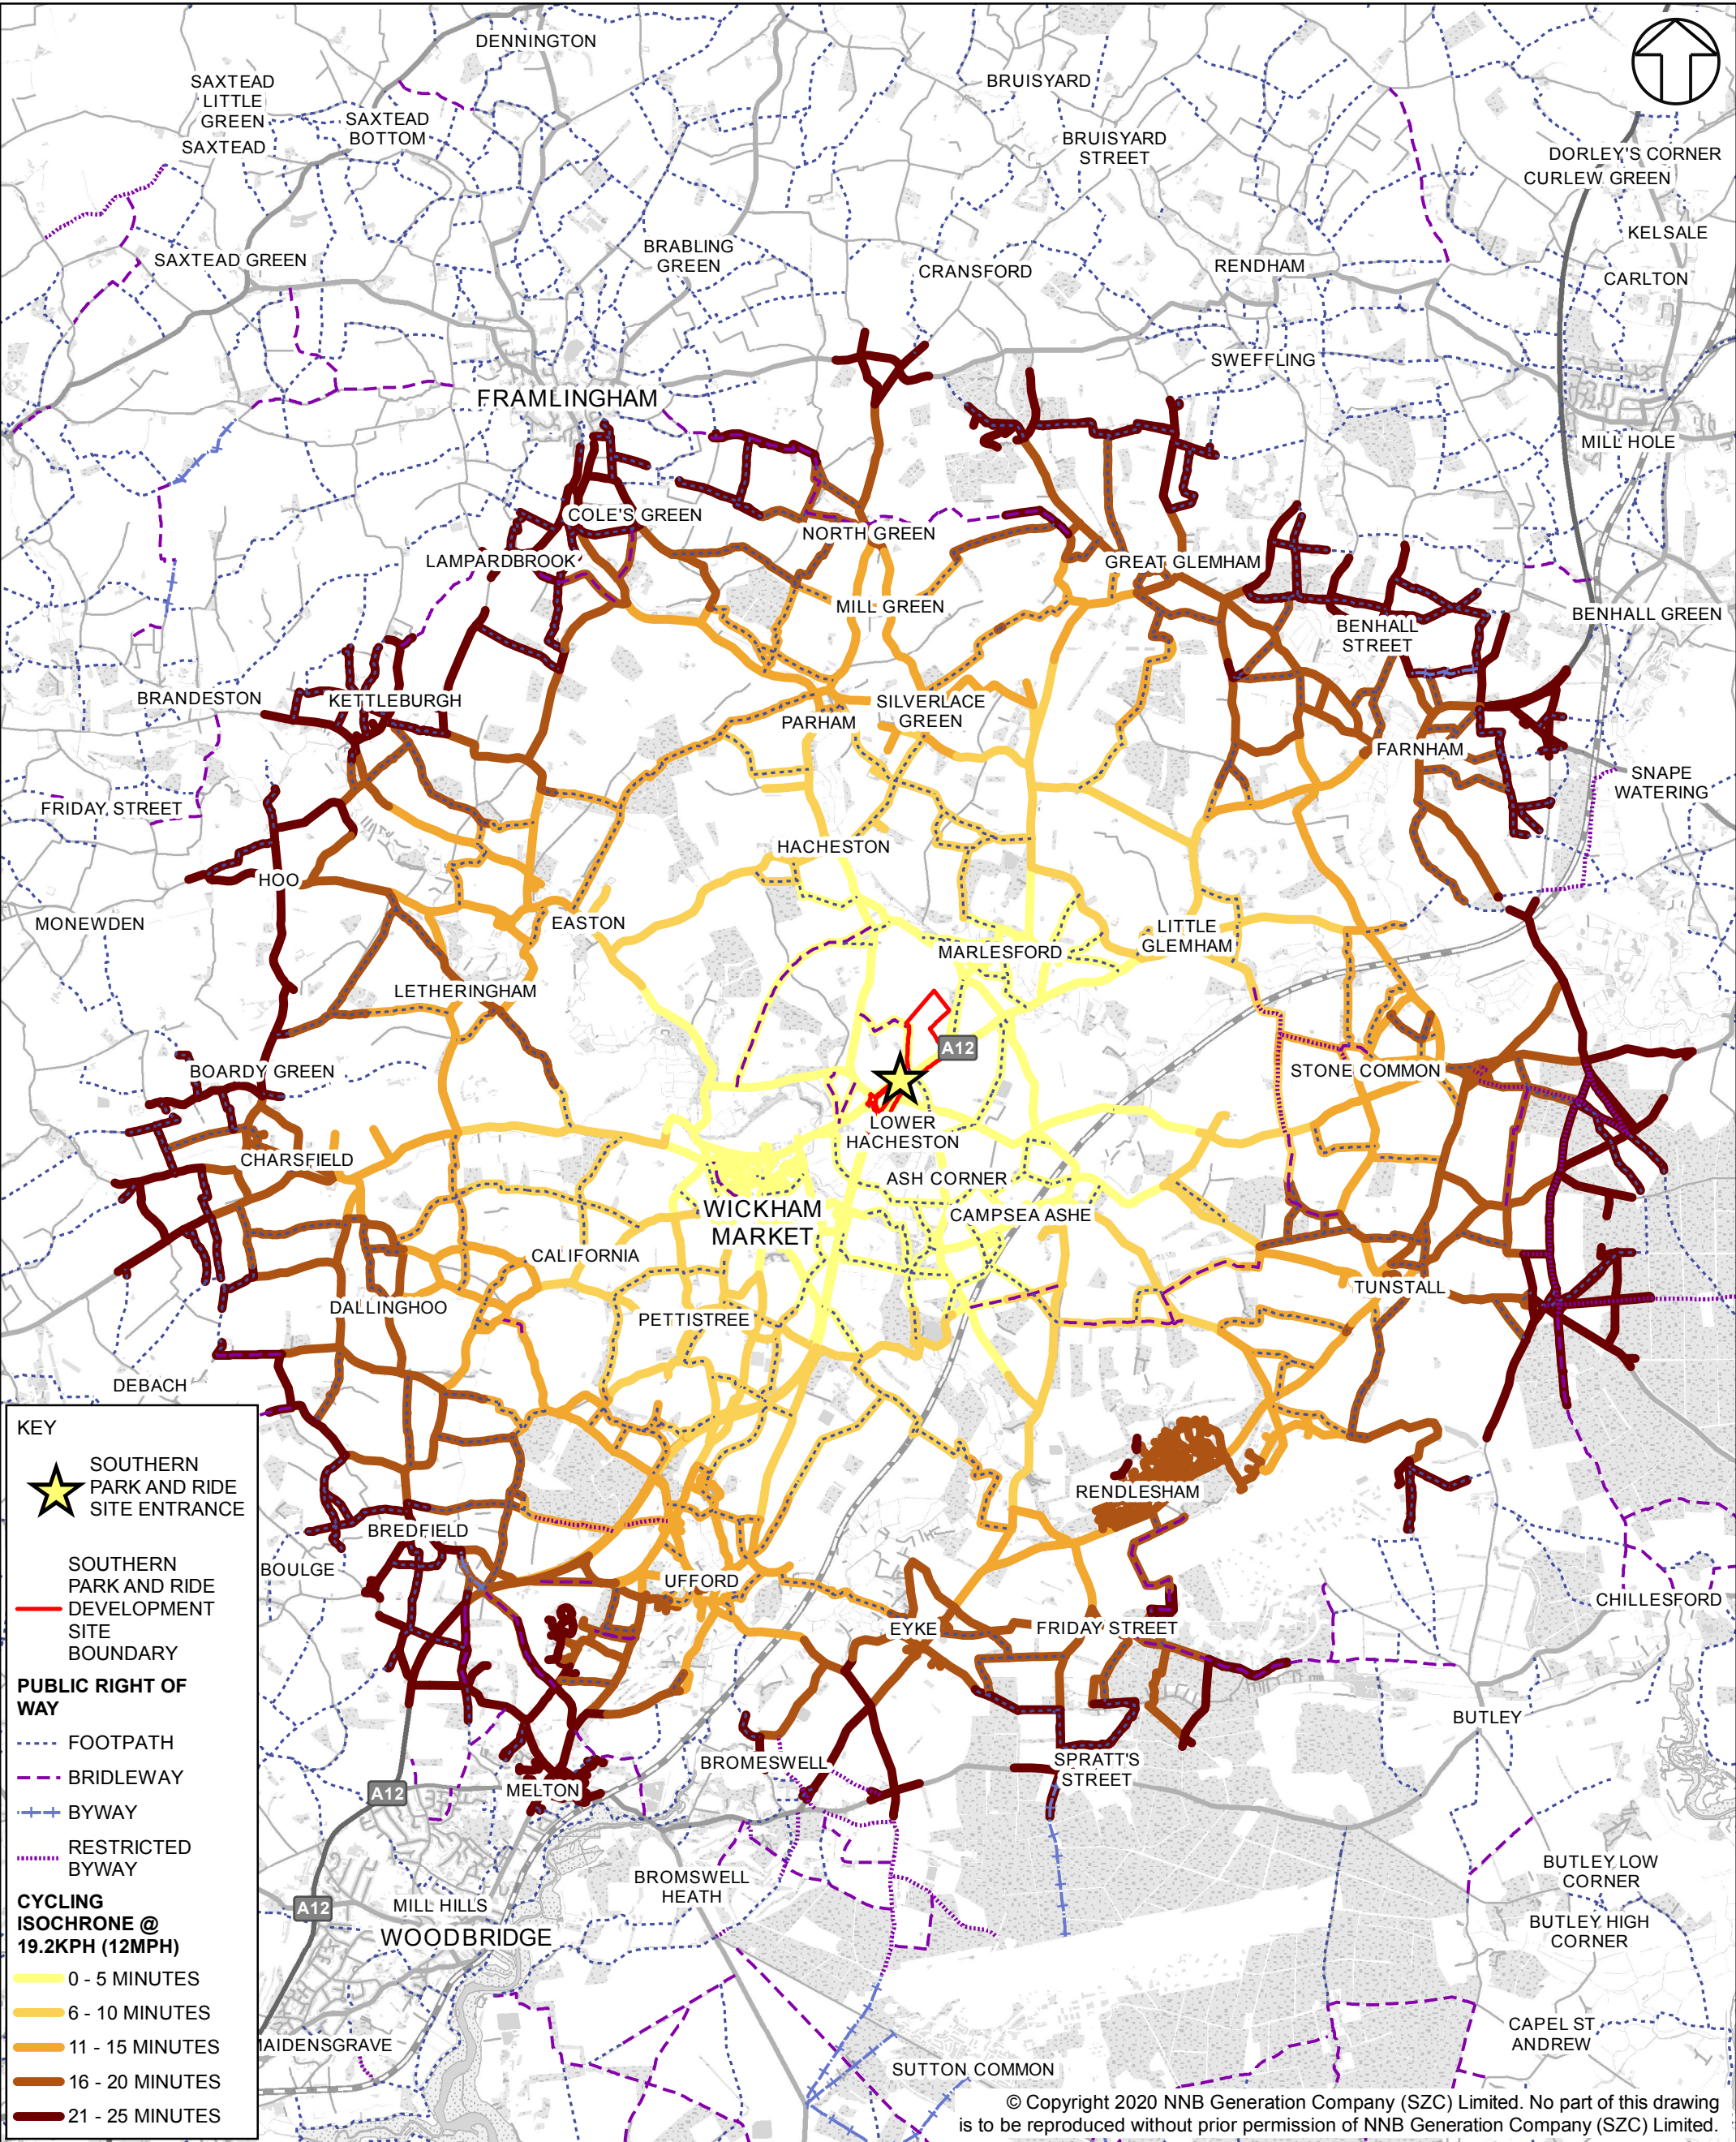 DENNINGTON
SAXTEAD
LITTLE
GREEN
SAXTEAD
SAXTEAD
BOTTOM
BRUISYARD
BRUISYARD
STREET
DORLEY'S CORNER
CURLEW GREEN
KELSALE
CARLTON
SAXTEAD GREEN
BRABLING
GREEN
CRANSFORD
RENDHAM
SWEFFLING
FRAMLINGHAM
MILL HOLE
COLE'S GREEN
NORTH GREEN
LAMPARDBROOK
GREAT GLEMHAM
MILL GREEN
BENHALL GREEN
BENHALL
STREET
BRANDESTON
KETTLEBURGH
PARHAM
SILVERLACE
GREEN
FARNHAM
SNAPE
WATERING
FRIDAY STREET
HACHESTON
HOO
MONEWDEN
EASTON
MARLESFORD
LITTLE
GLEMHAM
LETHERINGHAM
A12
BOARDY GREEN
STONE COMMON
LOWER
HACHESTON
CHARSFIELD
ASH CORNER
WICKHAM
MARKET
CAMPSEA ASHE
CALIFORNIA
TUNSTALL
DALLINGHOO
PETTISTREE
DEBACH
RENDLESHAM
BREDFIELD
BOULGE
UFFORD
EYKE
FRIDAY STREET
CHILLESFORD
BUTLEY
BROMESWELL
SPRATT'S
STREET
A12
MELTON
BROMSWELL
HEATH
BUTLEY LOW
CORNER
A12
MILL HILLS
WOODBRIDGE
BUTLEY HIGH
CORNER
MAIDENSGRAVE
CAPEL ST
ANDREW
SUTTON COMMON
KEY
SOUTHERN
PARK AND RIDE
SITE ENTRANCE
SOUTHERN
PARK AND RIDE
DEVELOPMENT
SITE
BOUNDARY
PUBLIC RIGHT OF
WAY
FOOTPATH
BRIDLEWAY
BYWAY
RESTRICTED
BYWAY
CYCLING
ISOCHRONE @
19.2KPH (12MPH)
0 - 5 MINUTES
6 - 10 MINUTES
11 - 15 MINUTES
16 - 20 MINUTES
21 - 25 MINUTES
© Copyright 2020 NNB Generation Company (SZC) Limited. No part of this drawing
is to be reproduced without prior permission of NNB Generation Company (SZC) Limited.